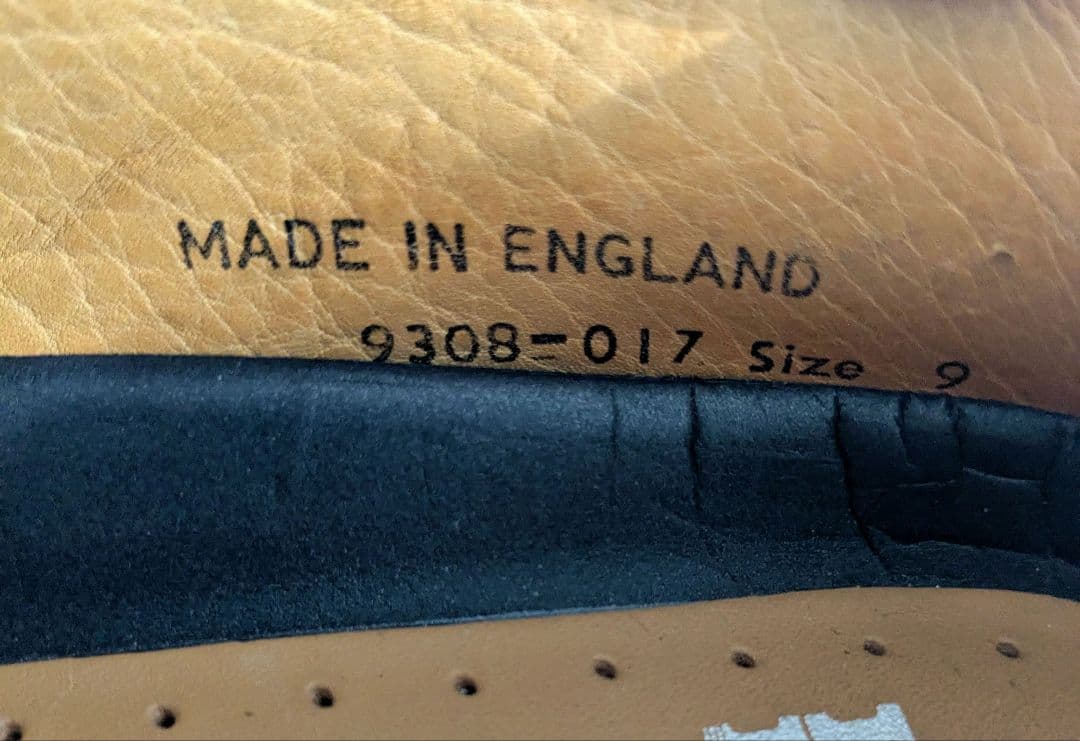 MADE IN ENGLAND
9308-017 Size 9